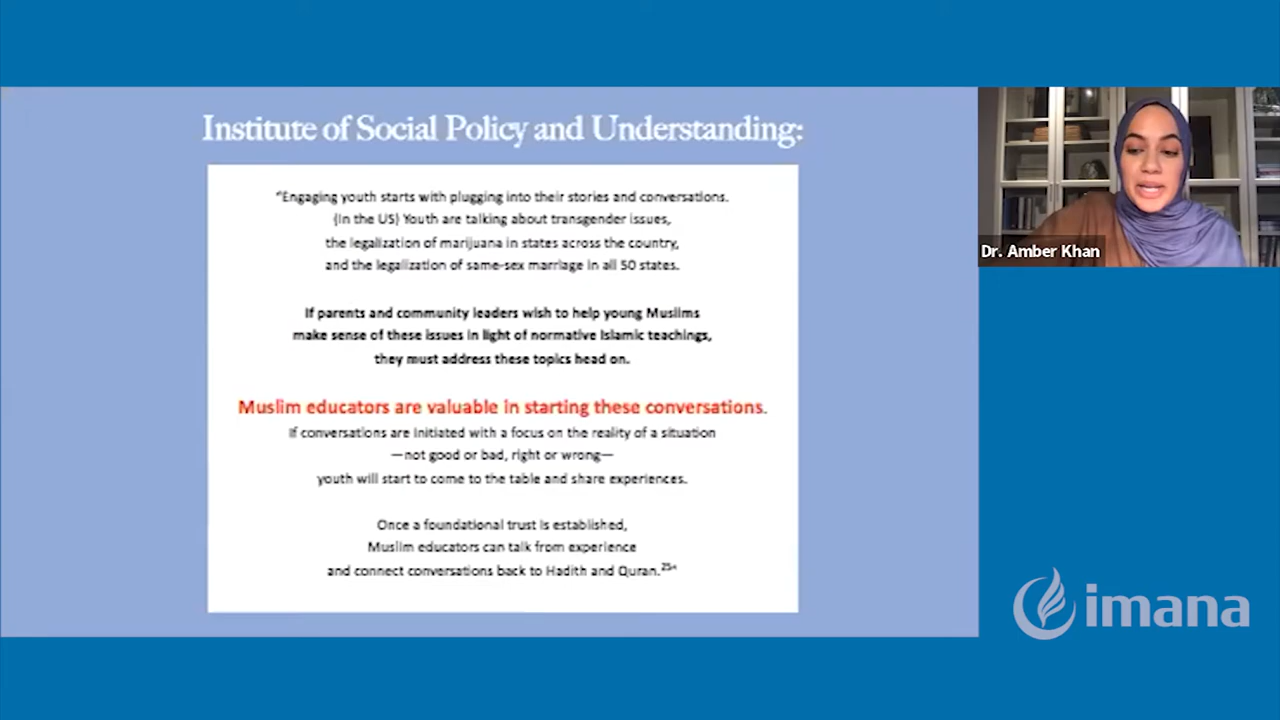 Institute of Social Policy and Understanding:
"Engaging youth starts with plugging into their stories and conversations.
(In the US) Youth are talking about transgender issues,
the legalization of marijuana in states across the country,
and the legalization of same-sex marriage in all 50 states.
If parents and community leaders wish to help young Muslims
make sense of these issues in light of normative Islamic teachings,
they must address these topics head on.
Muslim educators are valuable in starting these conversations.
If conversations are initiated with a focus on the reality of a situation
—not good or bad, right or wrong—
youth will start to come to the table and share experiences.
Once a foundational trust is established,
Muslim educators can talk from experience
and connect conversations back to Hadith and Quran.25"
Dr. Amber Khan
imana